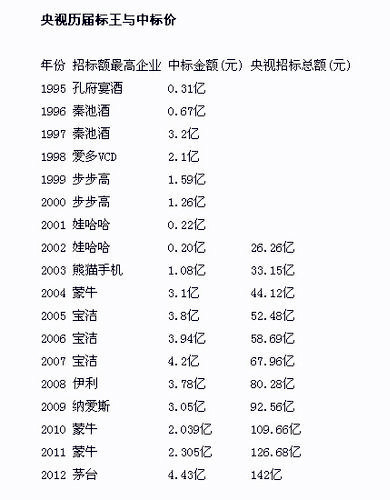 央视历届标王与中标价
年份 招标额最高企业 中标金额(元) 央视招标总额(元)
1995 孔府宴酒 0.31亿
1996 秦池酒 0.67亿
1997 秦池酒 3.2亿
1998 爱多VCD 2.1亿
1999 步步高 1.59亿
2000 步步高 1.26亿
2001 娃哈哈 0.22亿
2002 娃哈哈 0.20亿 26.26亿
2003 熊猫手机 1.08亿 33.15亿
2004 蒙牛 3.1亿 44.12亿
2005 宝洁 3.8亿 52.48亿
2006 宝洁 3.94亿 58.69亿
2007 宝洁 4.2亿 67.96亿
2008 伊利 3.78亿 80.28亿
2009 纳爱斯 3.05亿 92.56亿
2010 蒙牛 2.039亿 109.66亿
2011 蒙牛 2.305亿 126.68亿
2012 茅台 4.43亿 142亿